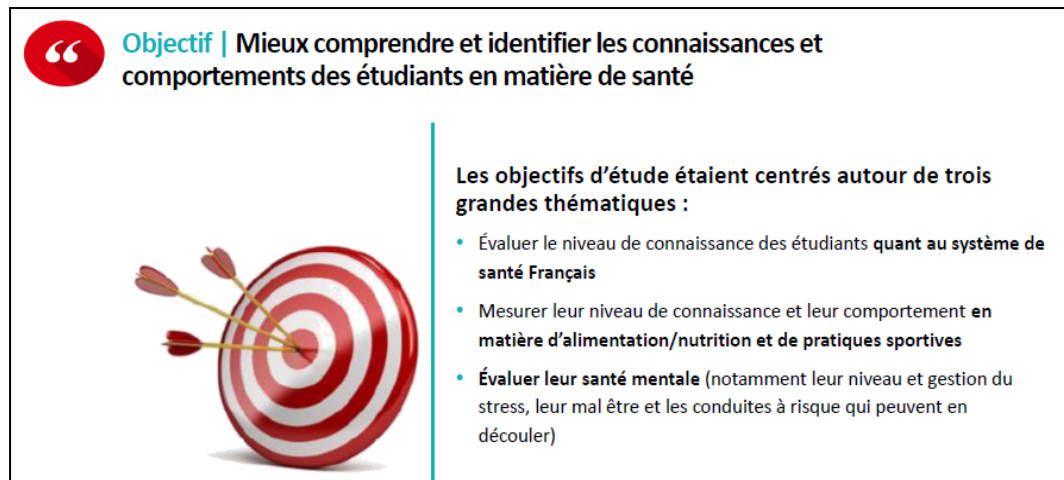 Objectif | Mieux comprendre et identifier les connaissances et
comportements des étudiants en matière de santé
Les objectifs d'étude étaient centrés autour de trois
grandes thématiques :
• Évaluer le niveau de connaissance des étudiants quant au système de
santé Français
• Mesurer leur niveau de connaissance et leur comportement en
matière d'alimentation/nutrition et de pratiques sportives
• Évaluer leur santé mentale (notamment leur niveau et gestion du
stress, leur mal être et les conduites à risque qui peuvent en
découler)